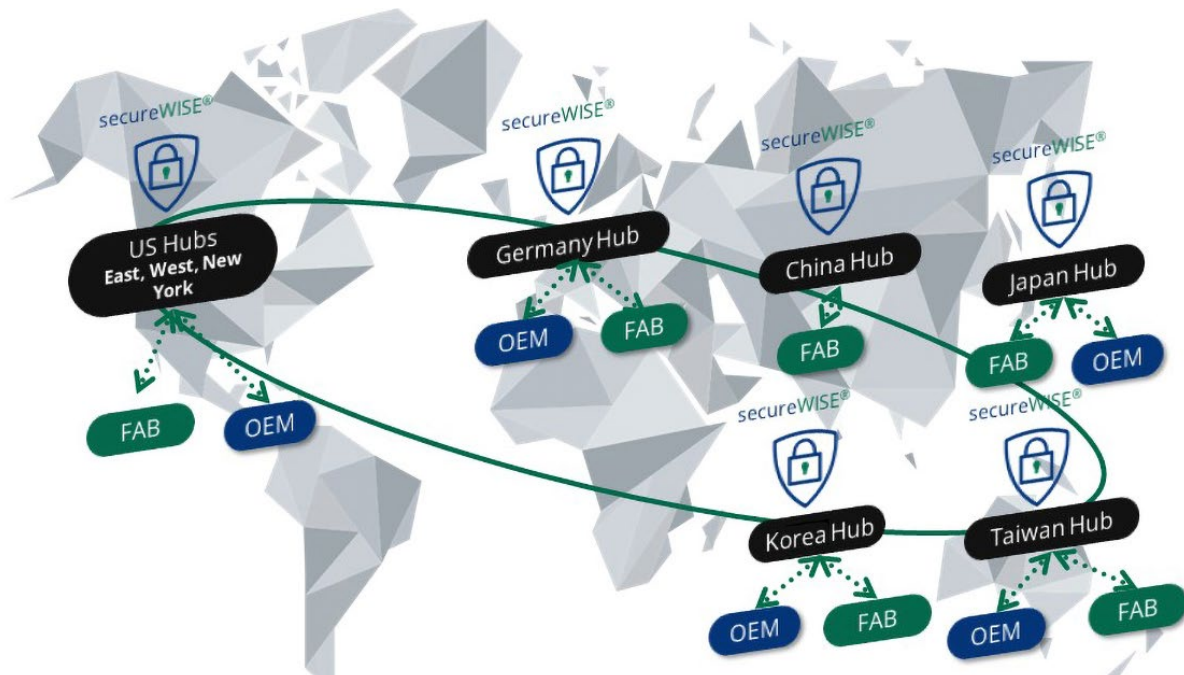 secureWISE®
US Hubs
East, West, New
York
FAB
OEM
secureWISE®
Germany Hub
OEM
FAB
secureWISE®
China Hub
FAB
secureWISE®
Japan Hub
FAB
OEM
secureWISE®
Korea Hub
OEM
FAB
secureWISE®
Taiwan Hub
OEM
FAB